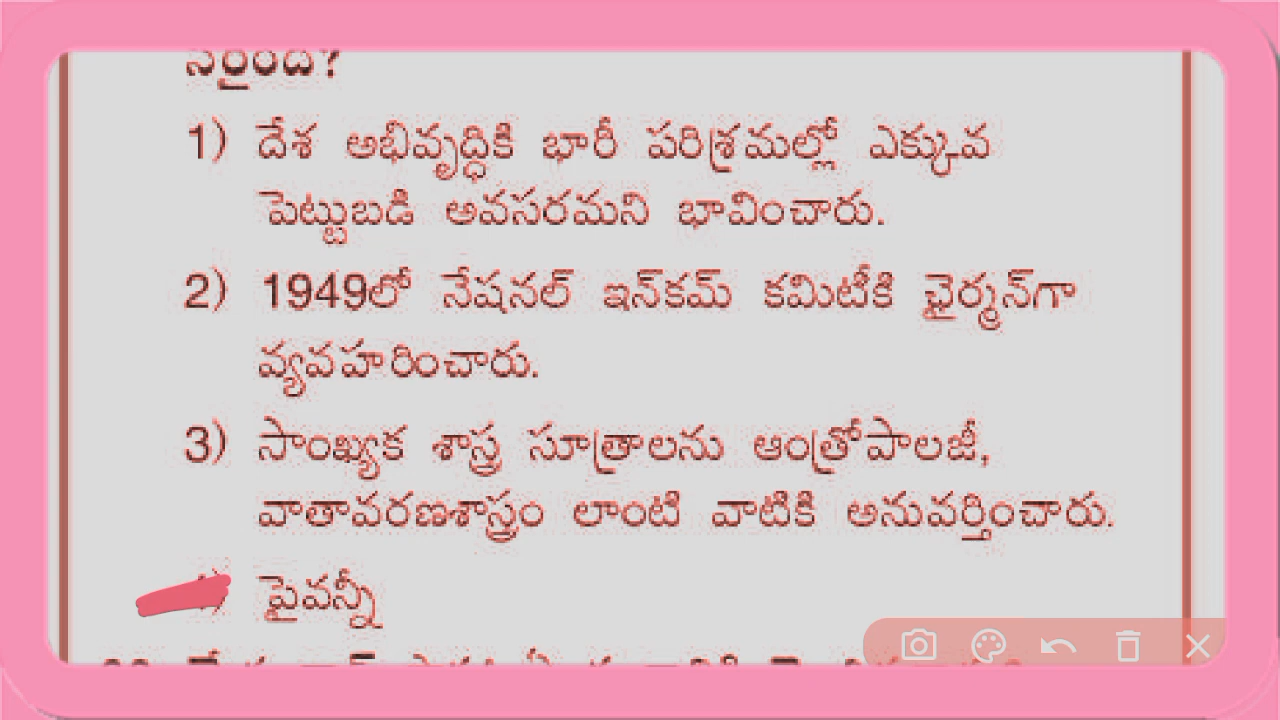 సరైంది?
1) దేశ అభివృద్ధికి భారీ పరిశ్రమల్లో ఎక్కువ
పెట్టుబడి అవసరమని భావించారు.
2) 1949లో నేషనల్ ఇన్‌కమ్ కమిటీకి ఛైర్మన్‌గా
వ్యవహరించారు.
3) సాంఖ్యక శాస్త్ర సూత్రాలను ఆంత్రోపాలజీ,
వాతావరణశాస్త్రం లాంటి వాటికి అనువర్తించారు.
పైవన్నీ